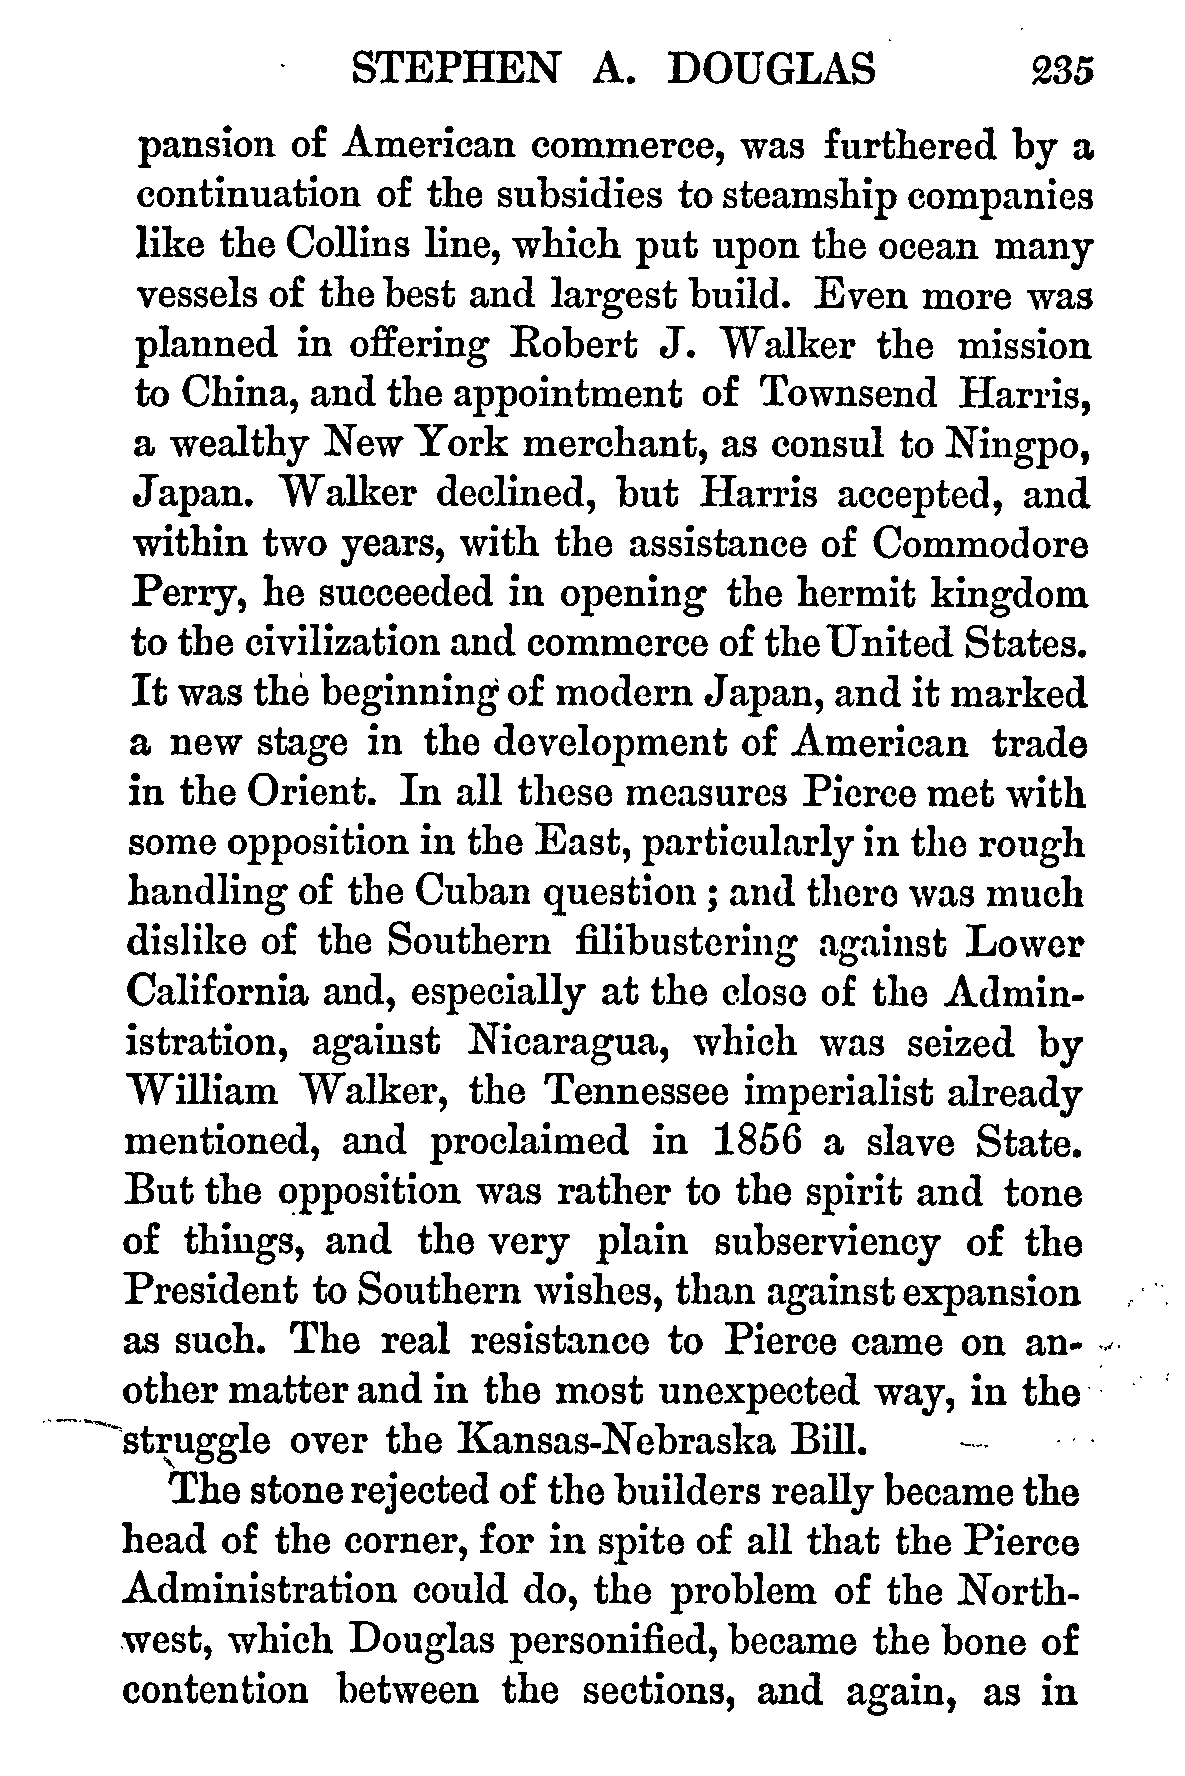 STEPHEN A. DOUGLAS 235
pansion of American commerce, was furthered by a
continuation of the subsidies to steamship companies
like the Collins line, which put upon the ocean many
vessels of the best and largest build. Even more was
planned in offering Robert J. Walker the mission
to China, and the appointment of Townsend Harris,
a wealthy New York merchant, as consul to Ningpo,
Japan. Walker declined, but Harris accepted, and
within two years, with the assistance of Commodore
Perry, he succeeded in opening the hermit kingdom
to the civilization and commerce of the United States.
It was the beginning of modern Japan, and it marked
a new stage in the development of American trade
in the Orient. In all these measures Pierce met with
some opposition in the East, particularly in the rough
handling of the Cuban question ; and there was much
dislike of the Southern filibustering against Lower
California and, especially at the close of the Admin-
istration, against Nicaragua, which was seized by
William Walker, the Tennessee imperialist already
mentioned, and proclaimed in 1856 a slave State.
But the opposition was rather to the spirit and tone
of things, and the very plain subserviency of the
President to Southern wishes, than against expansion
as such. The real resistance to Pierce came on an-
other matter and in the most unexpected way, in the
struggle over the Kansas-Nebraska Bill.
The stone rejected of the builders really became the
head of the corner, for in spite of all that the Pierce
Administration could do, the problem of the North-
west, which Douglas personified, became the bone of
contention between the sections, and again, as in